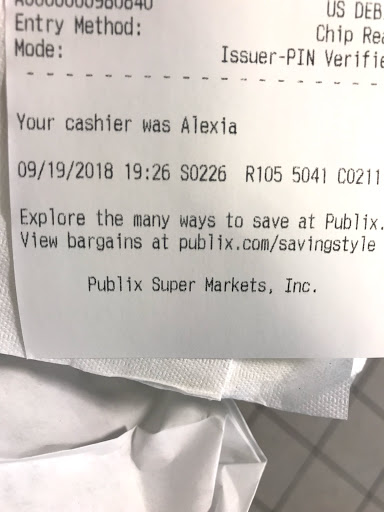 US DEB
Entry Method: Chip Rea
Mode: Issuer-PIN Verifie
Your cashier was Alexia
09/19/2018 19:26 S0226 R105 5041 C0211
Explore the many ways to save at Publix.
View bargains at publix.com/savingstyle
Publix Super Markets, Inc.